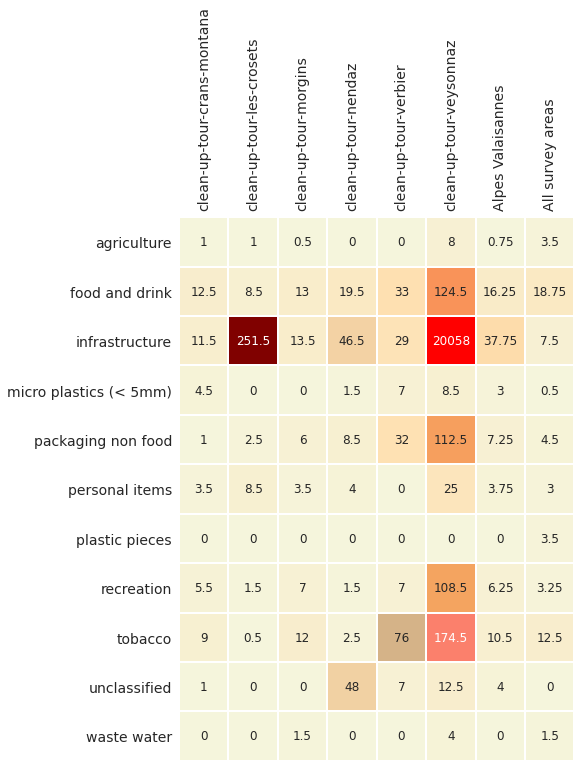 clean-up-tour-crans-montana
clean-up-tour-les-crosets
clean-up-tour-morgins
clean-up-tour-nendaz
clean-up-tour-verbier
clean-up-tour-veysonnaz
Alpes Valaisannes
All survey areas
agriculture 1 1 0.5 0 0 8 0.75 3.5
food and drink 12.5 8.5 13 19.5 33 124.5 16.25 18.75
infrastructure 11.5 251.5 13.5 46.5 29 20058 37.75 7.5
micro plastics (< 5mm) 4.5 0 0 1.5 7 8.5 3 0.5
packaging non food 1 2.5 6 8.5 32 112.5 7.25 4.5
personal items 3.5 8.5 3.5 4 0 25 3.75 3
plastic pieces 0 0 0 0 0 0 0 3.5
recreation 5.5 1.5 7 1.5 7 108.5 6.25 3.25
tobacco 9 0.5 12 2.5 76 174.5 10.5 12.5
unclassified 1 0 0 48 7 12.5 4 0
waste water 0 0 1.5 0 0 4 0 1.5